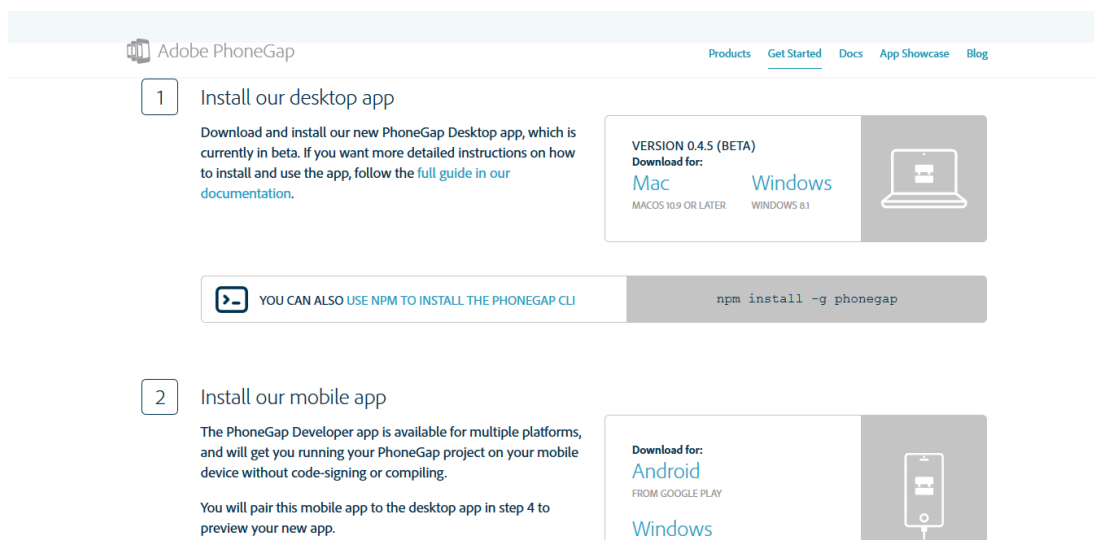 Adobe PhoneGap
Products Get Started Docs App Showcase Blog
1 Install our desktop app
Download and install our new PhoneGap Desktop app, which is
currently in beta. If you want more detailed instructions on how
to install and use the app, follow the full guide in our
documentation.
VERSION 0.4.5 (BETA)
Download for:
Mac Windows
MACOS 10.9 OR LATER WINDOWS 8.1
YOU CAN ALSO USE NPM TO INSTALL THE PHONEGAP CLI
npm install -g phonegap
2 Install our mobile app
The PhoneGap Developer app is available for multiple platforms,
and will get you running your PhoneGap project on your mobile
device without code-signing or compiling.
You will pair this mobile app to the desktop app in step 4 to
preview your new app.
Download for:
Android
FROM GOOGLE PLAY
Windows